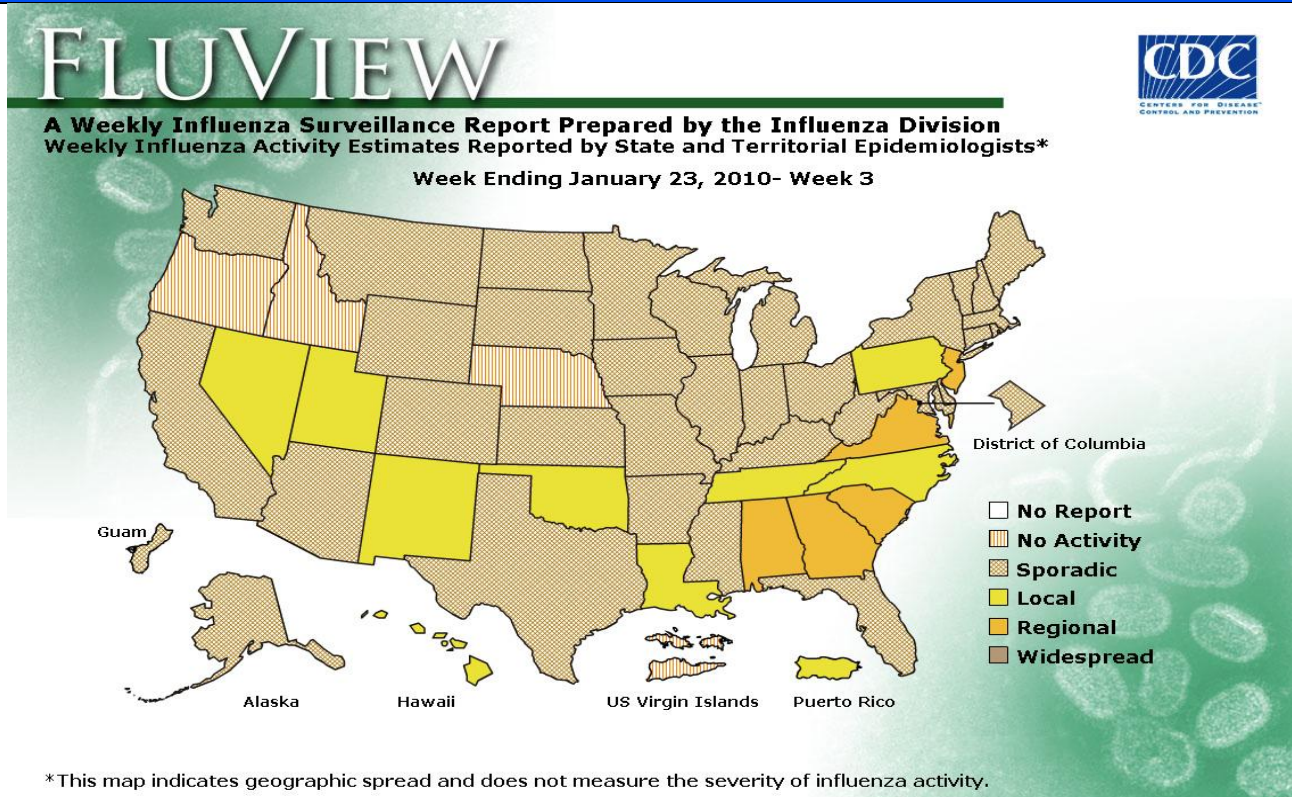 FLUVIEW
CDC
CENTERS FOR DISEASE™
CONTROL AND PREVENTION
A Weekly Influenza Surveillance Report Prepared by the Influenza Division
Weekly Influenza Activity Estimates Reported by State and Territorial Epidemiologists*
Week Ending January 23, 2010- Week 3
District of Columbia
Guam
No Report
No Activity
Sporadic
Local
Regional
Widespread
Alaska
Hawaii
US Virgin Islands
Puerto Rico
*This map indicates geographic spread and does not measure the severity of influenza activity.